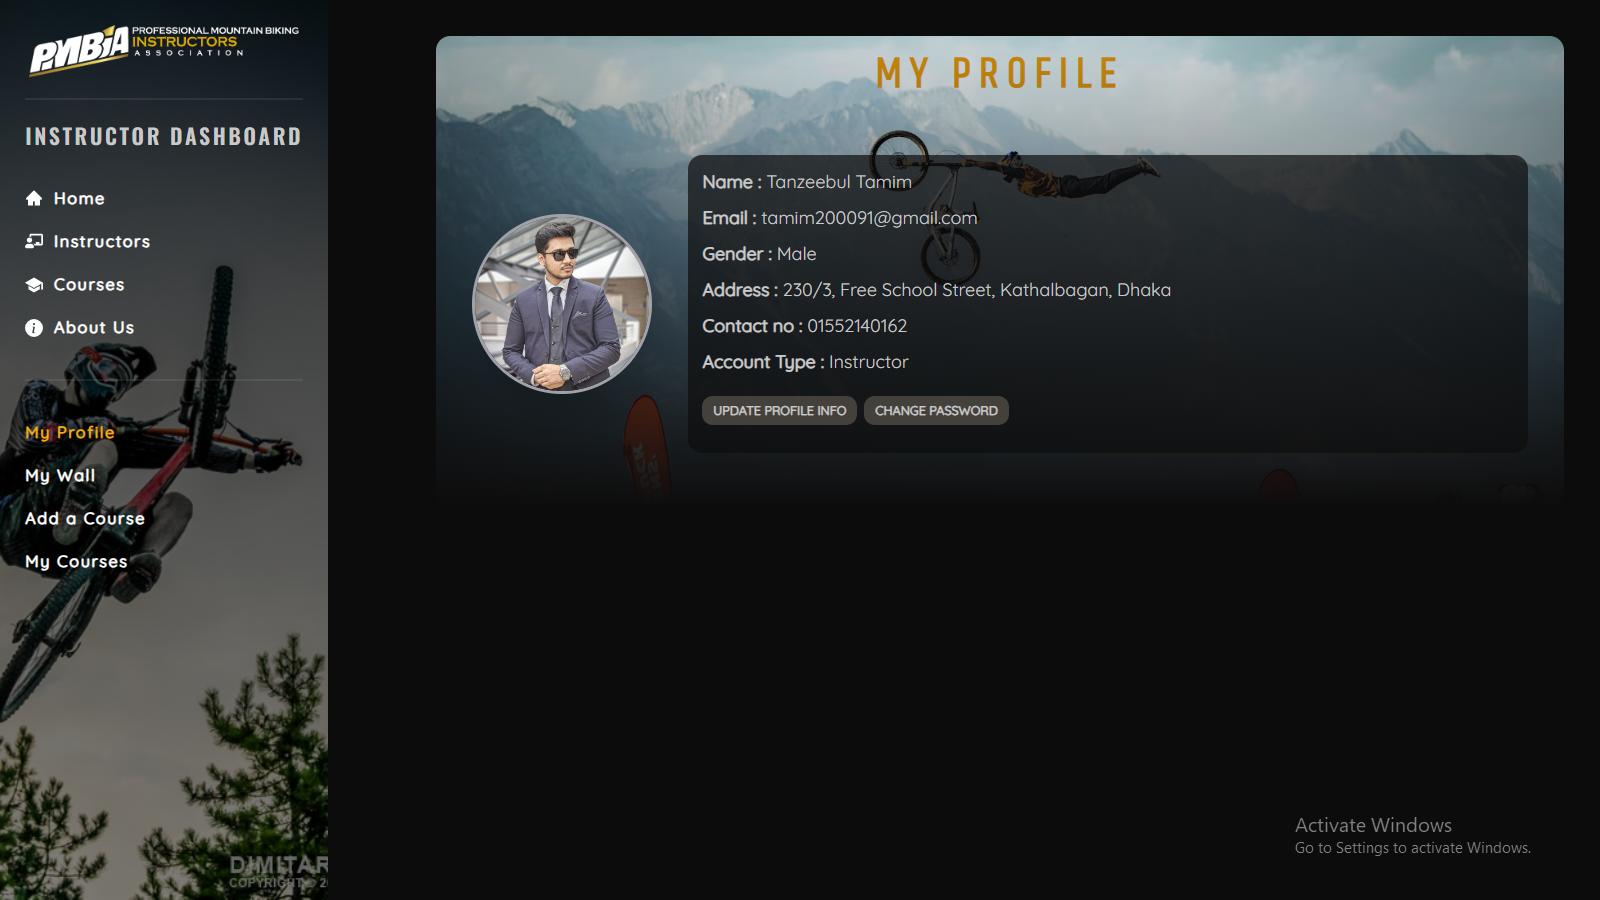 PMBIA PROFESSIONAL MOUNTAIN BIKING
INSTRUCTORS
ASSOCIATION
INSTRUCTOR DASHBOARD
Home
Instructors
Courses
About Us
My Profile
My Wall
Add a Course
My Courses
DIMITAR
COPYRIGHT © 2
MY PROFILE
Name : Tanzeebul Tamim
Email : tamim200091@gmail.com
Gender : Male
Address : 230/3, Free School Street, Kathalbagan, Dhaka
Contact no : 01552140162
Account Type : Instructor
UPDATE PROFILE INFO CHANGE PASSWORD
Activate Windows
Go to Settings to activate Windows.